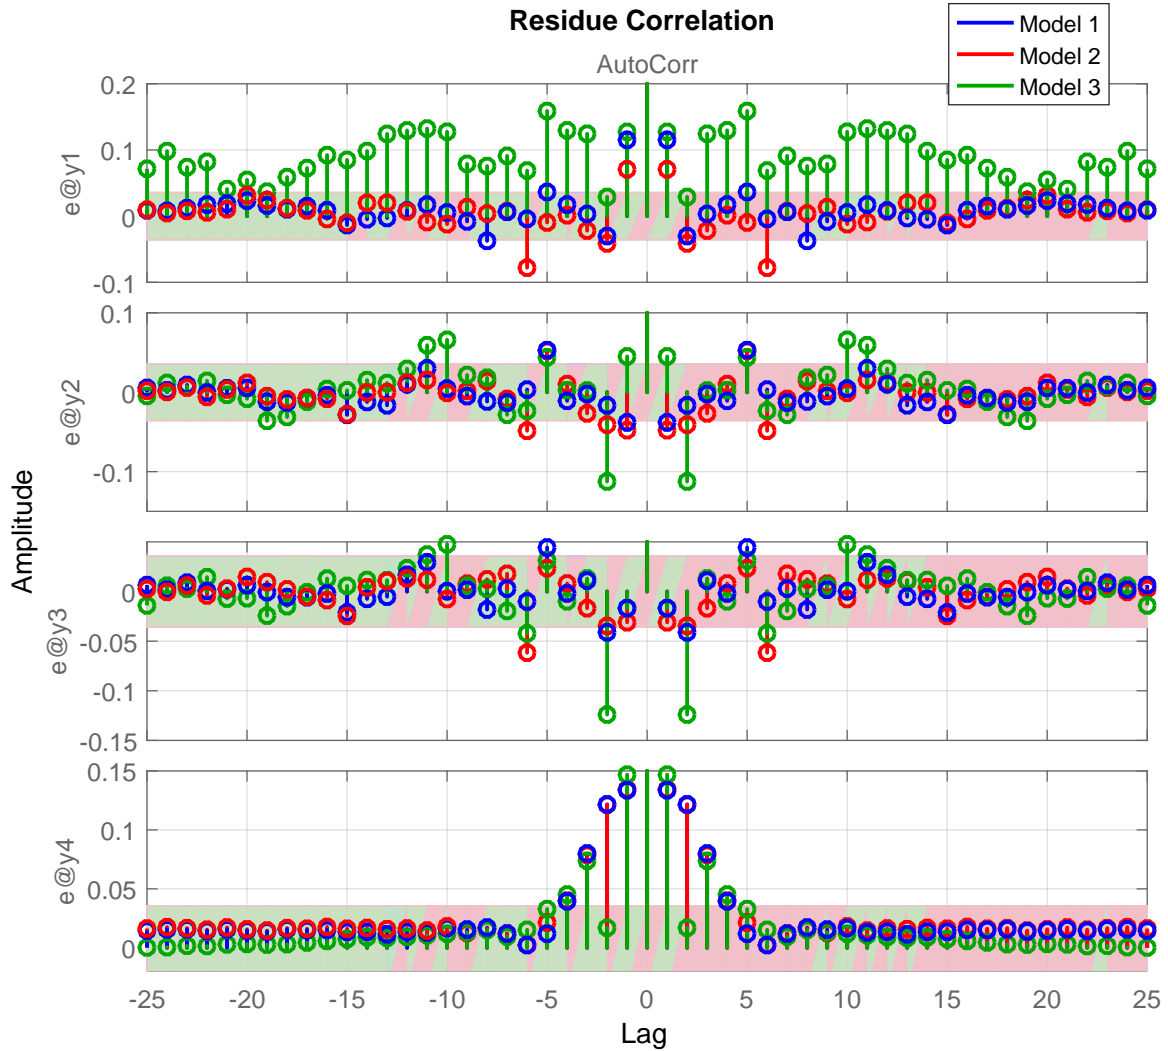 Residue Correlation
AutoCorr
Model 1
Model 2
Model 3
Amplitude
e@y1
0.2
0.1
0
-0.1
e@y2
0.1
0
-0.1
e@y3
0
-0.05
-0.1
-0.15
e@y4
0.15
0.1
0.05
0
-25 -20 -15 -10 -5 0 5 10 15 20 25
Lag